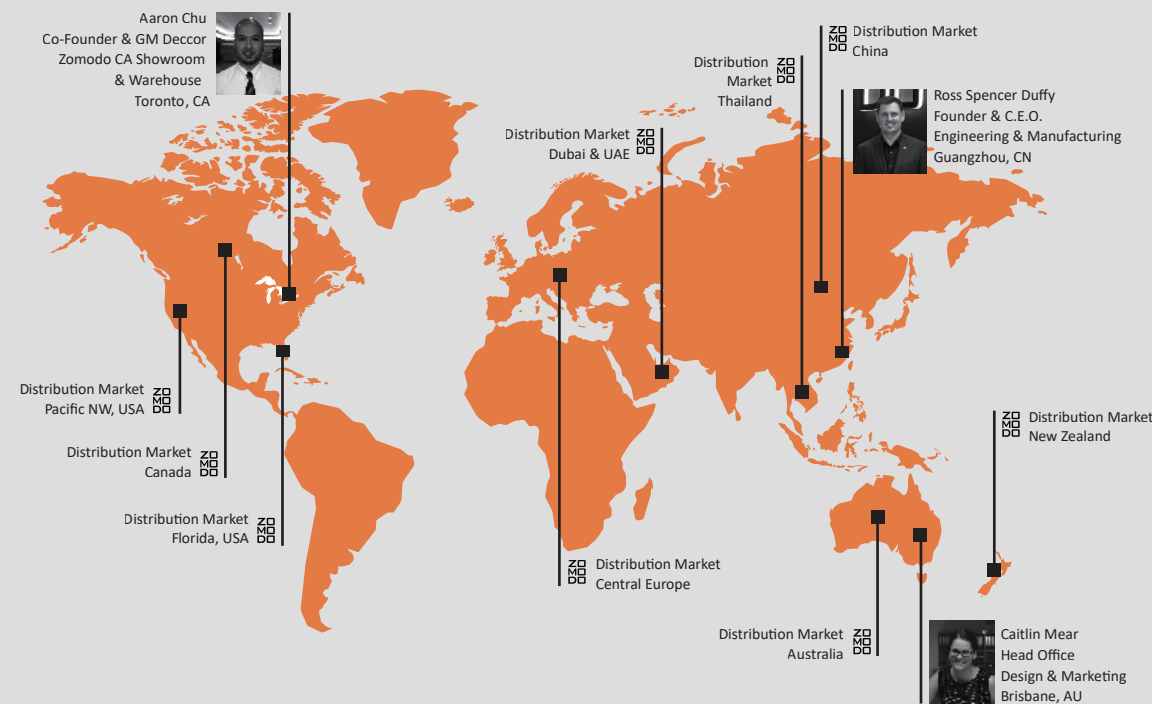 Aaron Chu
Co-Founder & GM Deccor
Zomodo CA Showroom
& Warehouse
Toronto, CA
Distribution Market
China
ZO
MO
DO
Distribution
Market
Thailand
ZO
MO
DO
Ross Spencer Duffy
Founder & C.E.O.
Engineering & Manufacturing
Guangzhou, CN
Distribution Market
Dubai & UAE
ZO
MO
DO
Distribution Market
Pacific NW, USA
ZO
MO
DO
Distribution Market
New Zealand
ZO
MO
DO
Distribution Market
Canada
ZO
MO
DO
Distribution Market
Florida, USA
ZO
MO
DO
Distribution Market
Central Europe
ZO
MO
DO
Distribution Market
Australia
ZO
MO
DO
Caitlin Mear
Head Office
Design & Marketing
Brisbane, AU